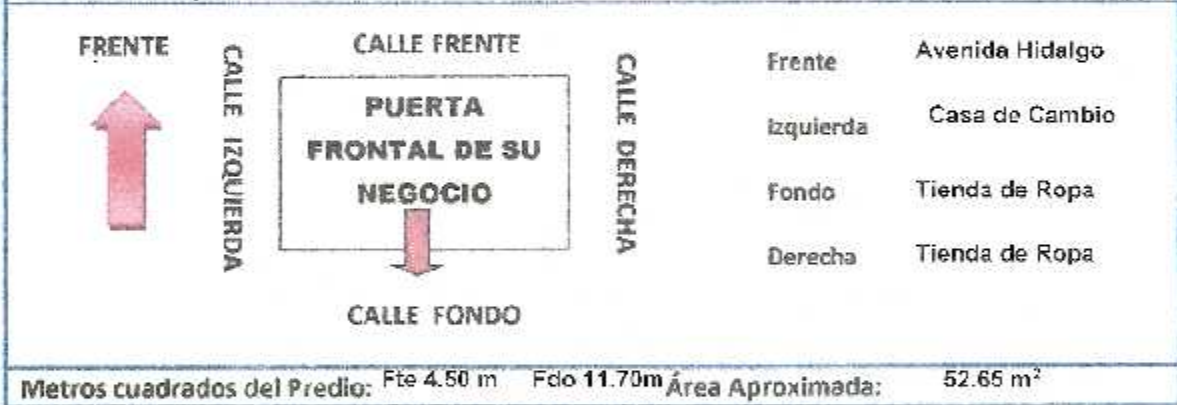 FRENTE
CALLE IZQUIERDA
CALLE FRENTE
PUERTA
FRONTAL DE SU
NEGOCIO
CALLE FONDO
CALLE DERECHA
Frente Avenida Hidalgo
Izquierda Casa de Cambio
Fondo Tienda de Ropa
Derecha Tienda de Ropa
Metros cuadrados del Predio: Fte 4.50 m Fdo 11.70m Área Aproximada: 52.65 m²